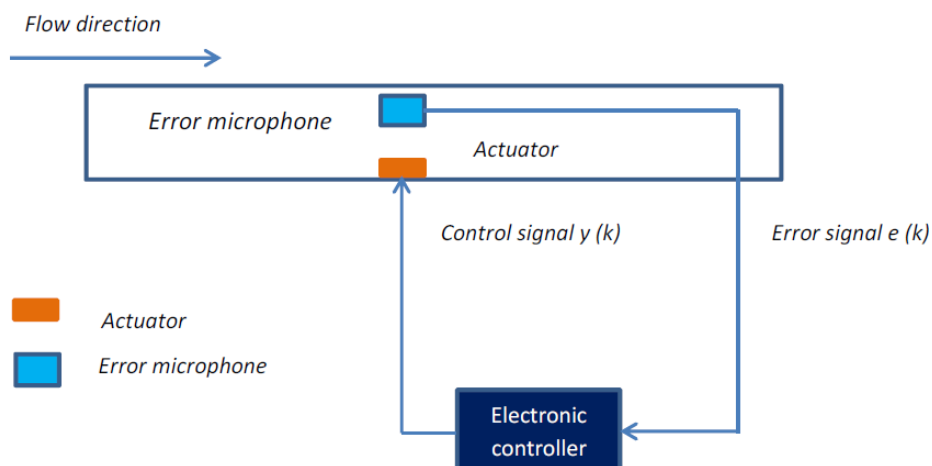 Flow direction
Error microphone
Actuator
Control signal y (k)
Error signal e (k)
Actuator
Error microphone
Electronic
controller